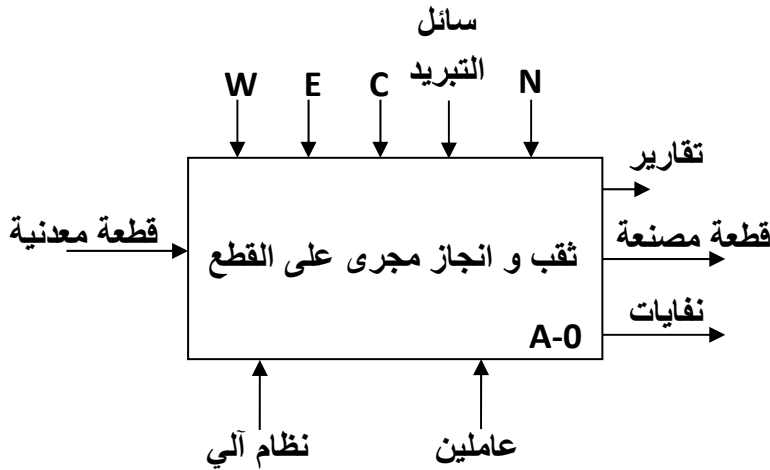 سائل
التبريد
W E C N
تقارير
قطعة معدنية
ثقب و انجاز مجرى على القطع
قطعة مصنعة
نفايات
A-0
نظام آلي
عاملين